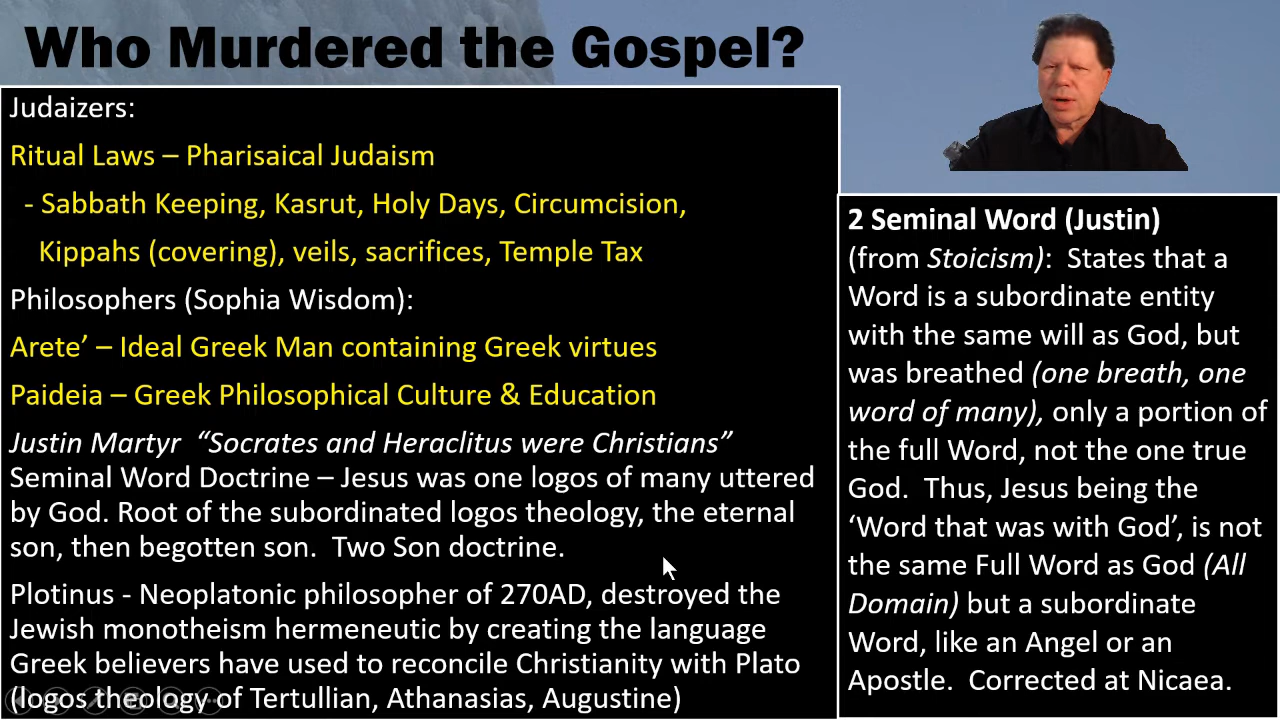 Who Murdered the Gospel?
Judaizers:
Ritual Laws – Pharisaical Judaism
- Sabbath Keeping, Kasrut, Holy Days, Circumcision,
Kippahs (covering), veils, sacrifices, Temple Tax
Philosophers (Sophia Wisdom):
Arete’ – Ideal Greek Man containing Greek virtues
Paideia – Greek Philosophical Culture & Education
Justin Martyr “Socrates and Heraclitus were Christians”
Seminal Word Doctrine – Jesus was one logos of many uttered
by God. Root of the subordinated logos theology, the eternal
son, then begotten son. Two Son doctrine.
Plotinus - Neoplatonic philosopher of 270AD, destroyed the
Jewish monotheism hermeneutic by creating the language
Greek believers have used to reconcile Christianity with Plato
(logos theology of Tertullian, Athanasias, Augustine)
2 Seminal Word (Justin)
(from Stoicism): States that a
Word is a subordinate entity
with the same will as God, but
was breathed (one breath, one
word of many), only a portion of
the full Word, not the one true
God. Thus, Jesus being the
‘Word that was with God’, is not
the same Full Word as God (All
Domain) but a subordinate
Word, like an Angel or an
Apostle. Corrected at Nicaea.